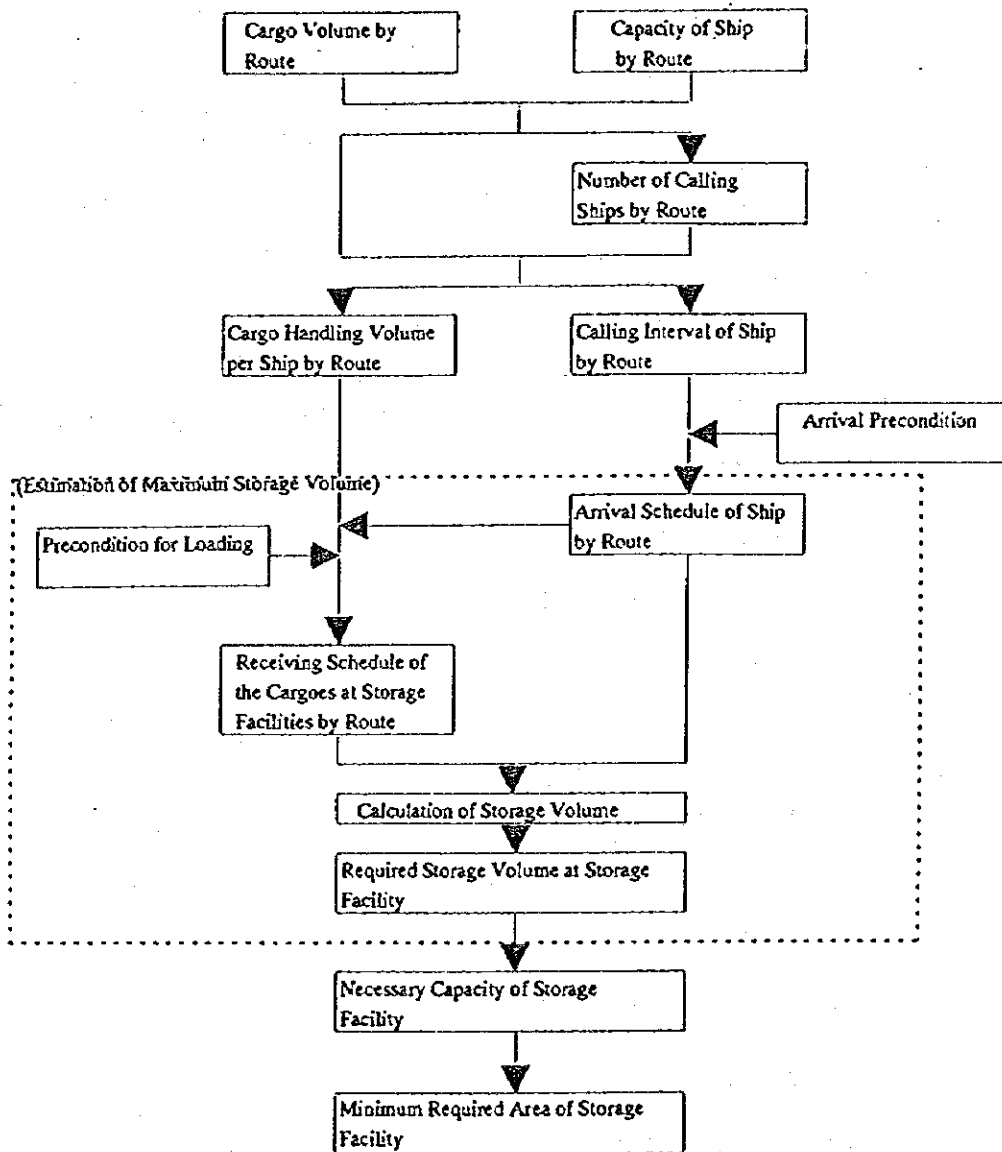 Cargo Volume by
Route
Capacity of Ship
by Route
Number of Calling
Ships by Route
Cargo Handling Volume
per Ship by Route
Calling Interval of Ship
by Route
Arrival Precondition
(Estimation of Maximum Storage Volume)
Arrival Schedule of Ship
by Route
Precondition for Loading
Receiving Schedule of
the Cargoes at Storage
Facilities by Route
Calculation of Storage Volume
Required Storage Volume at Storage
Facility
Necessary Capacity of Storage
Facility
Minimum Required Area of Storage
Facility